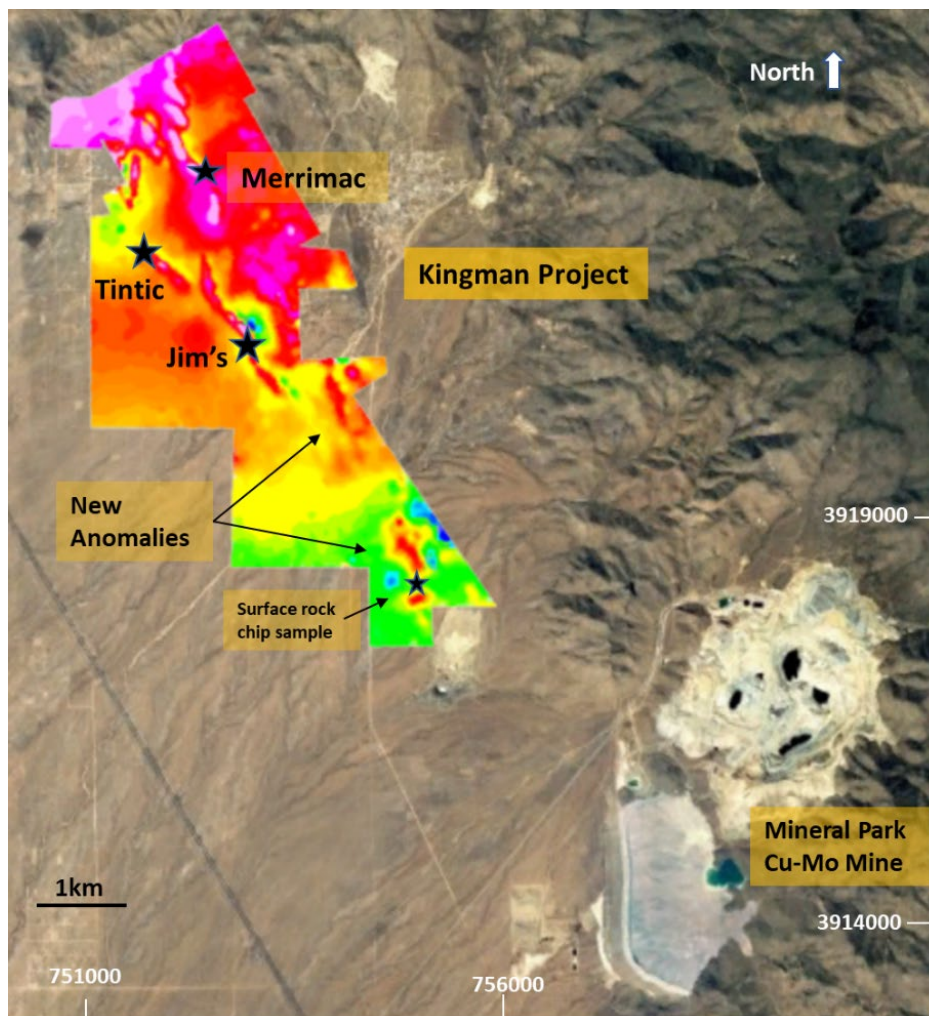 North
Merrimac
Kingman Project
Tintic
Jim's
New
Anomalies
3919000
Surface rock
chip sample
Mineral Park
Cu-Mo Mine
1km
3914000
751000
756000